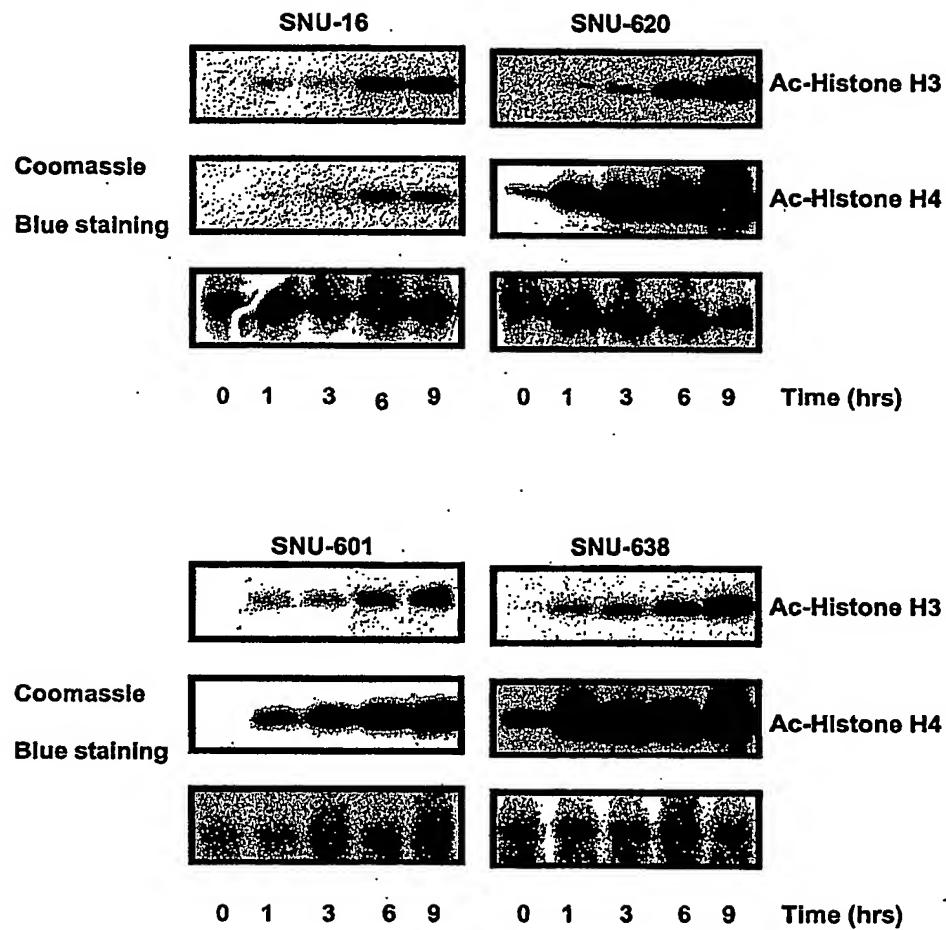 SNU-16 SNU-620
Ac-Histone H3
Coomassie
Blue staining
Ac-Histone H4
0 1 3 6 9 0 1 3 6 9 Time (hrs)
SNU-601 SNU-638
Ac-Histone H3
Coomassie
Blue staining
Ac-Histone H4
0 1 3 6 9 0 1 3 6 9 Time (hrs)